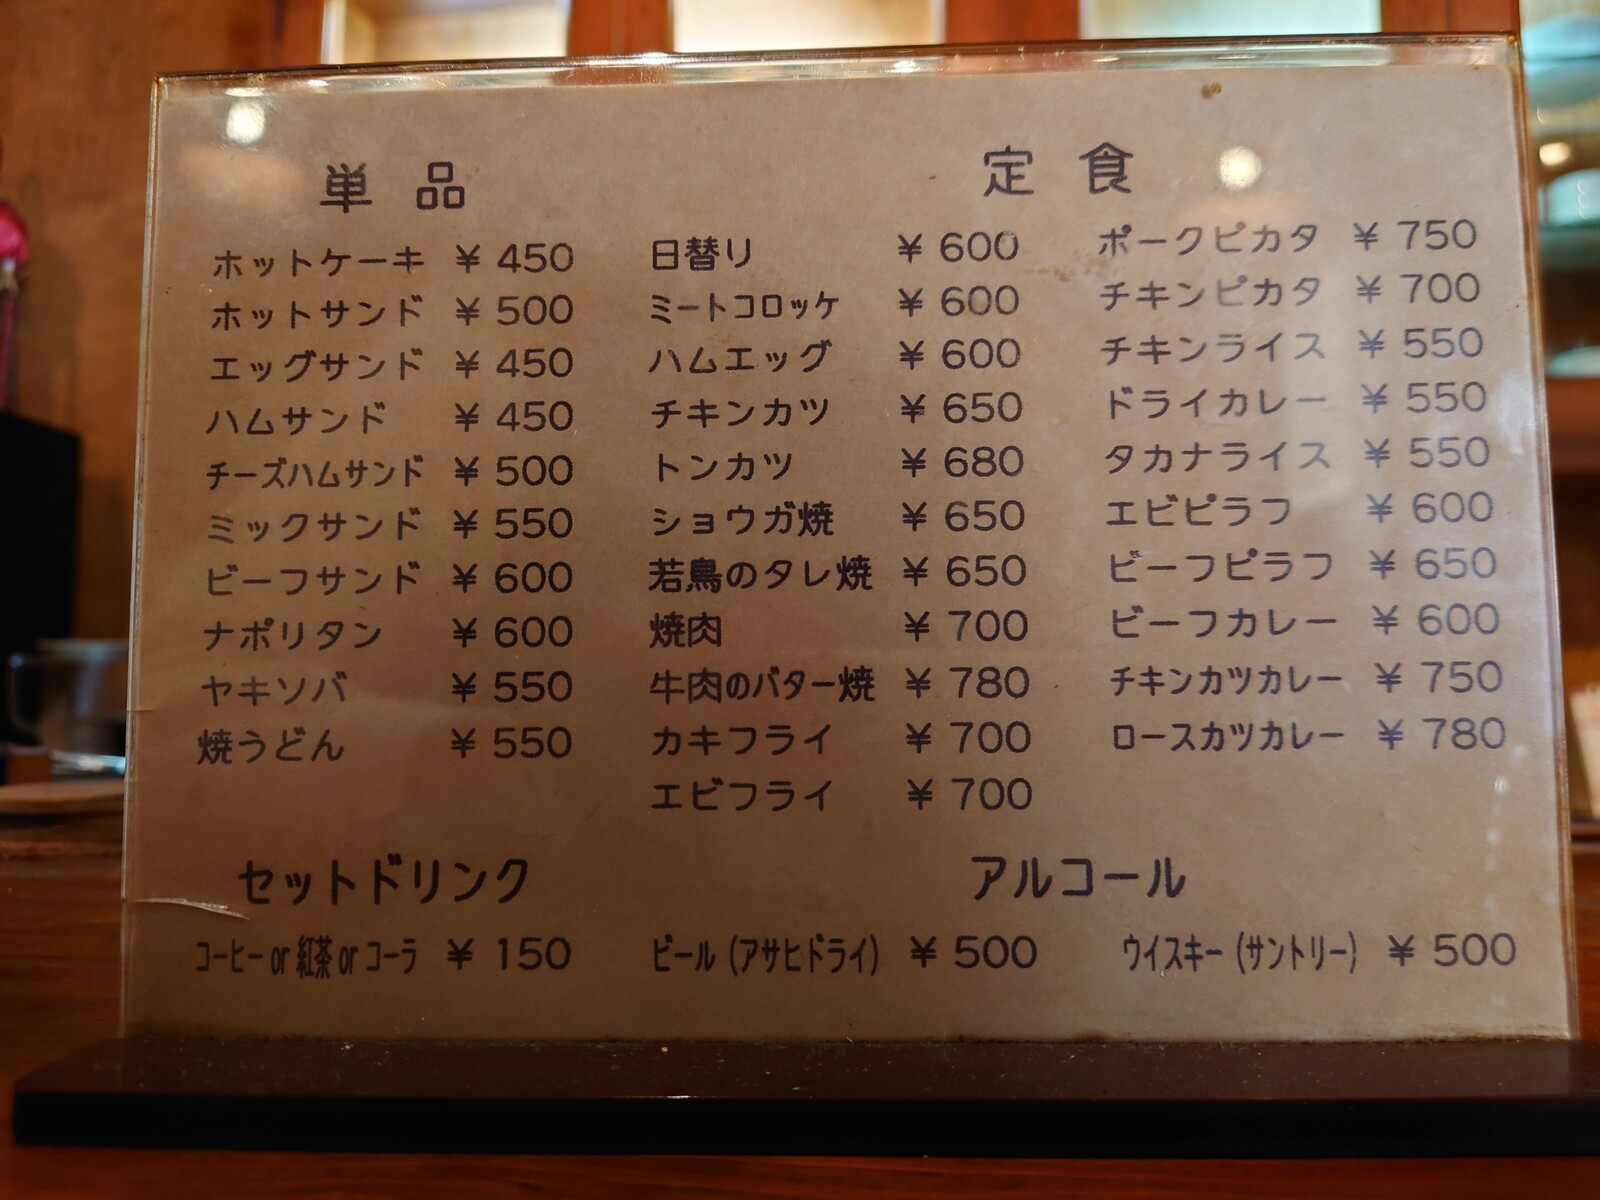 単品
ホットケーキ ¥450
ホットサンド ¥500
エッグサンド ¥450
ハムサンド ¥450
チーズハムサンド ¥500
ミックサンド ¥550
ビーフサンド ¥600
ナポリタン ¥600
ヤキソバ ¥550
焼うどん ¥550
定食
日替り ¥600
ミートコロッケ ¥600
ハムエッグ ¥600
チキンカツ ¥650
トンカツ ¥680
ショウガ焼 ¥650
若鳥のタレ焼 ¥650
焼肉 ¥700
牛肉のバター焼 ¥780
カキフライ ¥700
エビフライ ¥700
ポークピカタ ¥750
チキンピカタ ¥700
チキンライス ¥550
ドライカレー ¥550
タカナライス ¥550
エビピラフ ¥600
ビーフピラフ ¥650
ビーフカレー ¥600
チキンカツカレー ¥750
ロースカツカレー ¥780
セットドリンク
コーヒー or 紅茶 or コーラ ¥150
アルコール
ビール (アサヒドライ) ¥500
ウイスキー (サントリー) ¥500